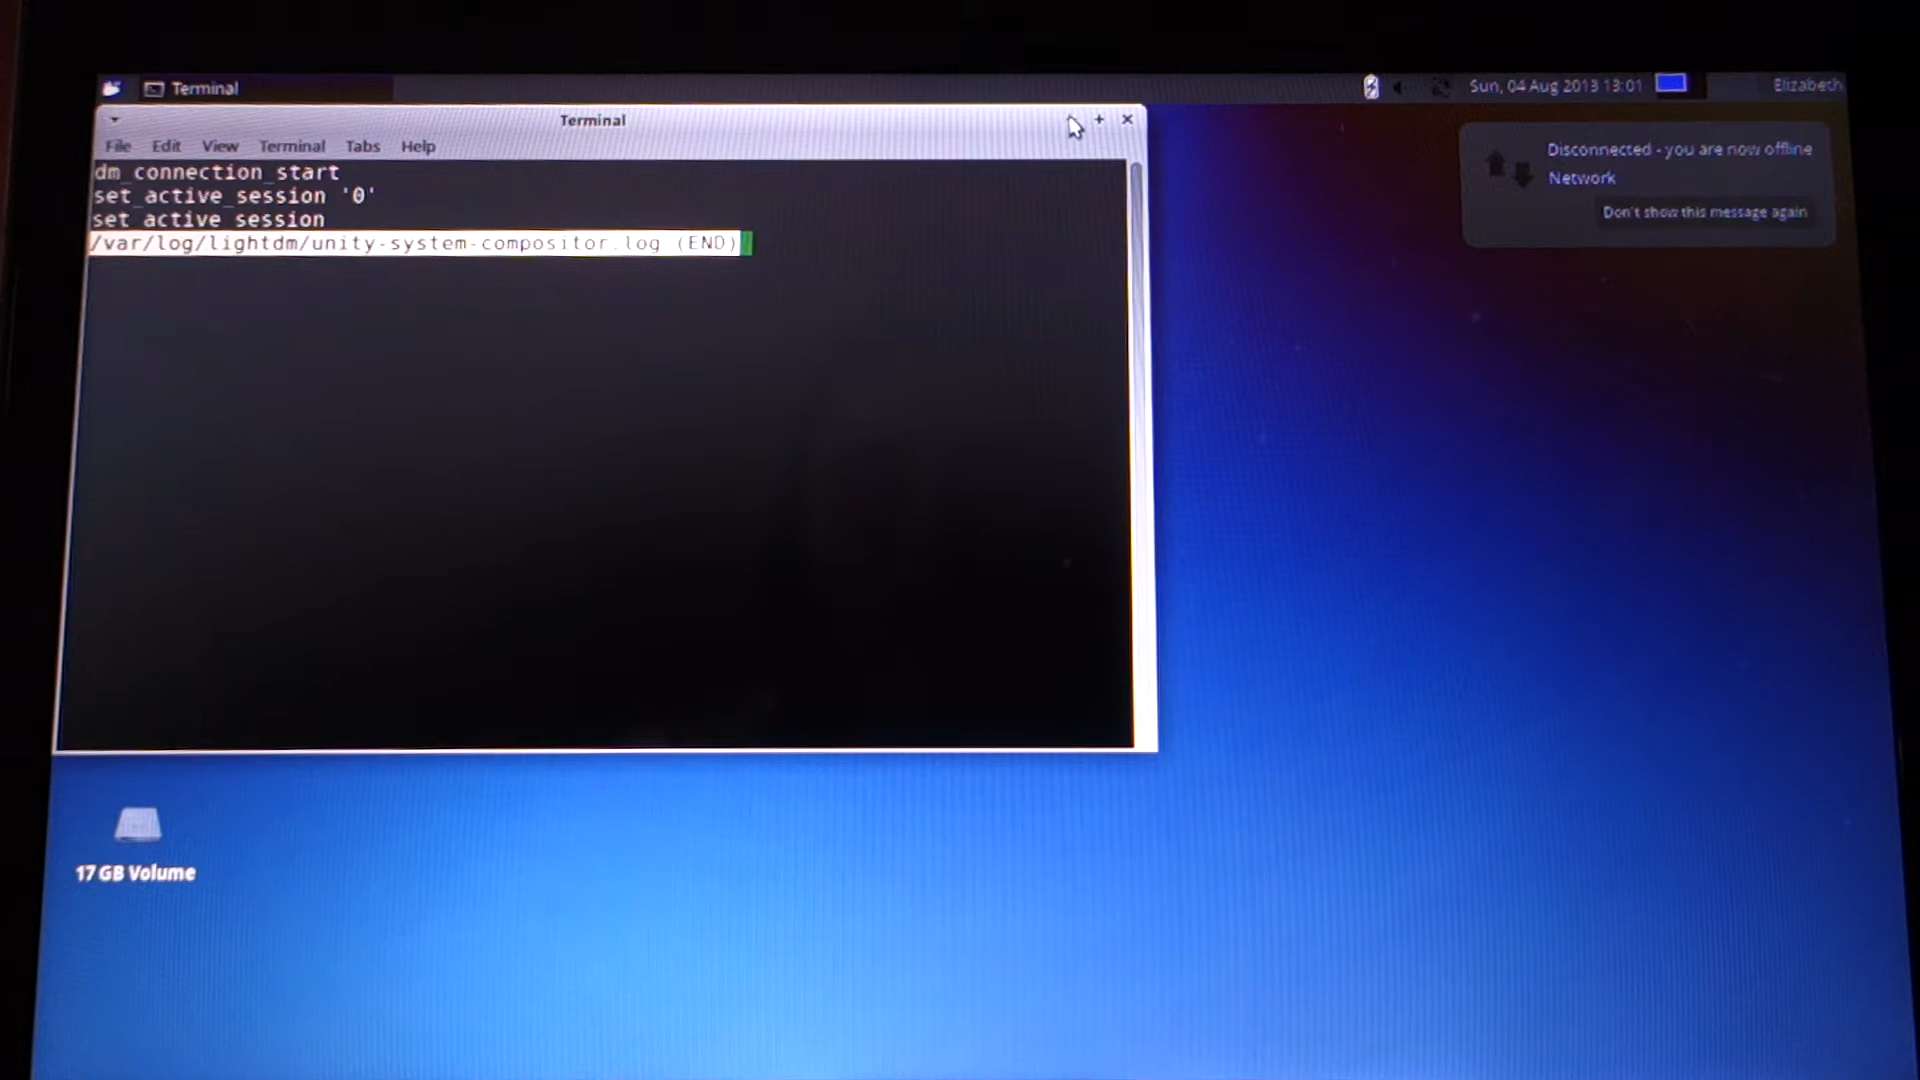 Terminal
Sun, 04 Aug 2013 13:01
Elizabeth
Terminal
File Edit View Terminal Tabs Help
dm_connection_start
set_active_session '0'
set_active_session
/var/log/lightdm/unity-system-compositor.log (END)
Disconnected - you are now offline
Network
Don't show this message again
17 GB Volume